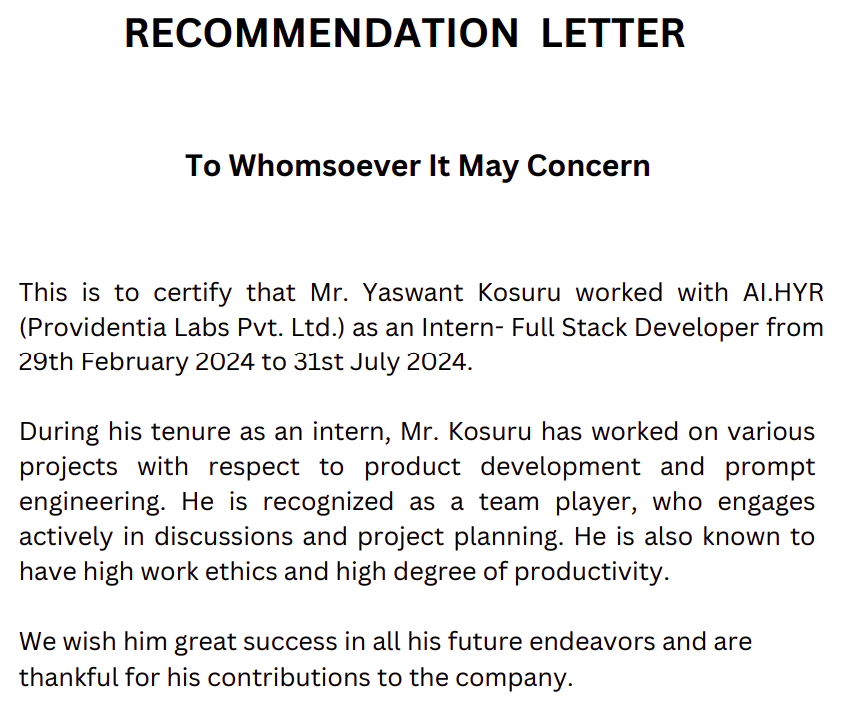 RECOMMENDATION LETTER
To Whomsoever It May Concern
This is to certify that Mr. Yaswant Kosuru worked with AI.HYR
(Providentia Labs Pvt. Ltd.) as an Intern- Full Stack Developer from
29th February 2024 to 31st July 2024.
During his tenure as an intern, Mr. Kosuru has worked on various
projects with respect to product development and prompt
engineering. He is recognized as a team player, who engages
actively in discussions and project planning. He is also known to
have high work ethics and high degree of productivity.
We wish him great success in all his future endeavors and are
thankful for his contributions to the company.